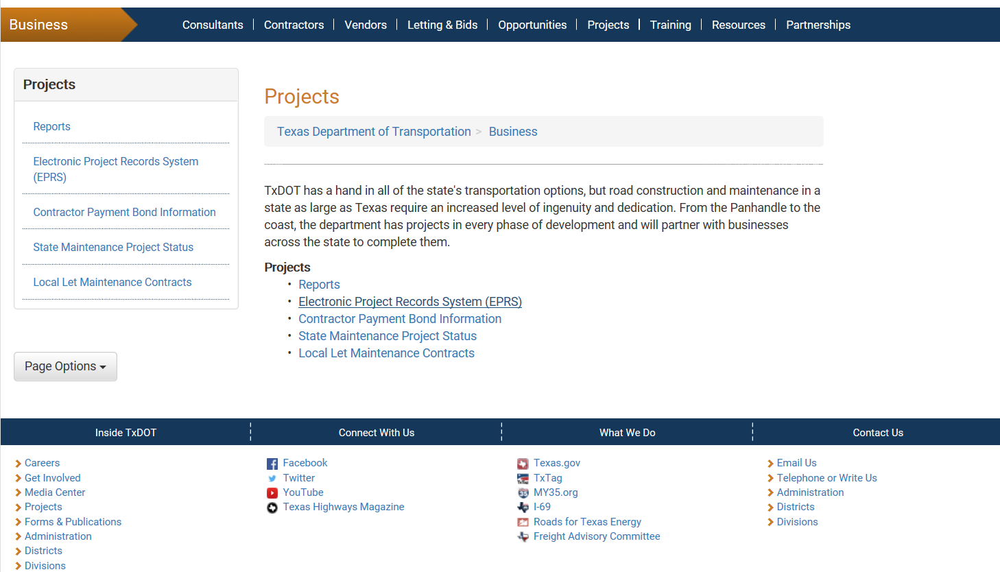 Business
Consultants
Contractors
Vendors
Letting & Bids
Opportunities
Projects
Training
Resources
Partnerships
Projects
Reports
Electronic Project Records System
(EPRS)
Contractor Payment Bond Information
State Maintenance Project Status
Local Let Maintenance Contracts
Page Options
Projects
Texas Department of Transportation > Business
TxDOT has a hand in all of the state's transportation options, but road construction and maintenance in a
state as large as Texas require an increased level of ingenuity and dedication. From the Panhandle to the
coast, the department has projects in every phase of development and will partner with businesses
across the state to complete them.
Projects
• Reports
• Electronic Project Records System (EPRS)
• Contractor Payment Bond Information
• State Maintenance Project Status
• Local Let Maintenance Contracts
Inside TxDOT
Careers
Get Involved
Media Center
Projects
Forms & Publications
Administration
Districts
Divisions
Connect With Us
Facebook
Twitter
YouTube
Texas Highways Magazine
What We Do
Texas.gov
TxTag
MY35.org
I-69
Roads for Texas Energy
Freight Advisory Committee
Contact Us
Email Us
Telephone or Write Us
Administration
Districts
Divisions